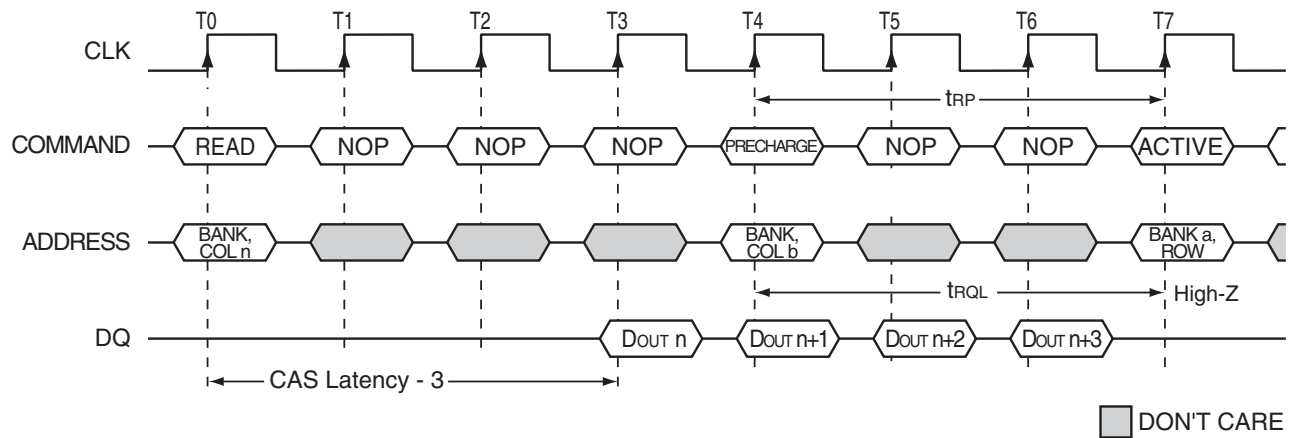 T0 T1 T2 T3 T4 T5 T6 T7
CLK
tRP
COMMAND READ NOP NOP NOP PRECHARGE NOP NOP ACTIVE
ADDRESS BANK, COL n BANK, COL b BANK a, ROW
tRQL High-Z
DQ DOUT n DOUT n+1 DOUT n+2 DOUT n+3
CAS Latency - 3
DON'T CARE